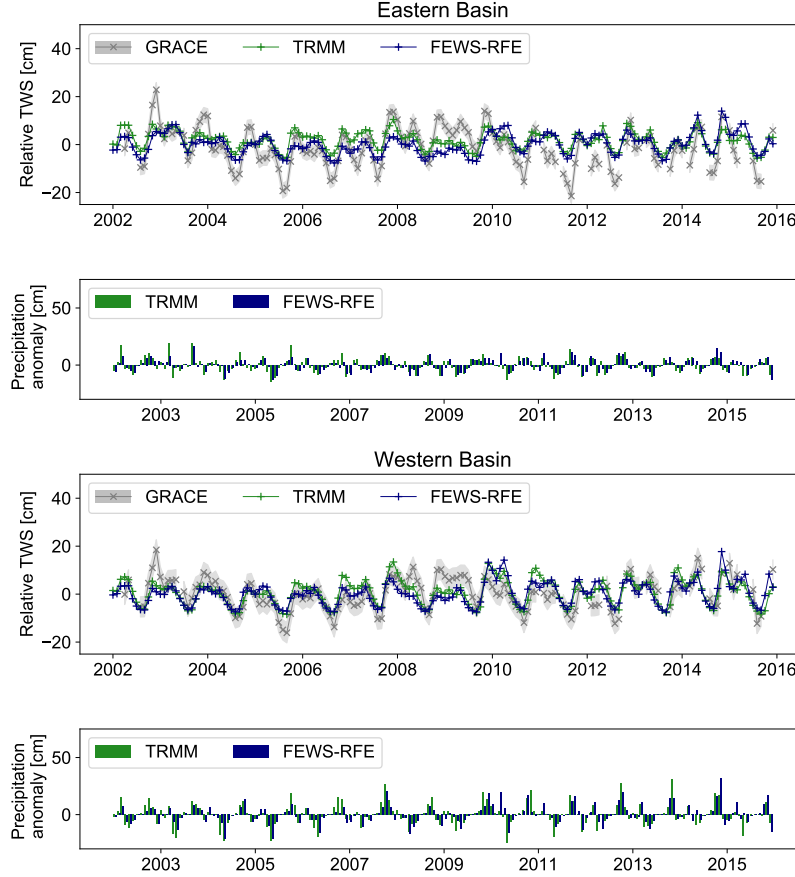 Eastern Basin
GRACE TRMM FEWS-RFE
Relative TWS [cm]
40
20
0
−20
2002 2004 2006 2008 2010 2012 2014 2016
TRMM FEWS-RFE
Precipitation
anomaly [cm]
50
0
2003 2005 2007 2009 2011 2013 2015
Western Basin
GRACE TRMM FEWS-RFE
Relative TWS [cm]
40
20
0
−20
2002 2004 2006 2008 2010 2012 2014 2016
TRMM FEWS-RFE
Precipitation
anomaly [cm]
50
0
2003 2005 2007 2009 2011 2013 2015